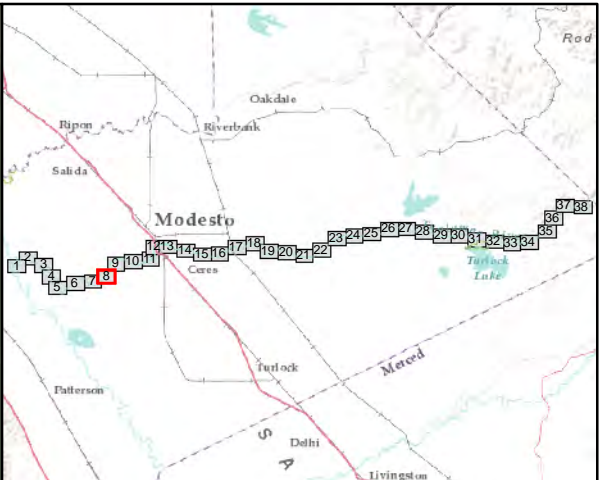 Rod
Oakdale
Ripon
Riverbank
Salida
Modesto
37 38
36
35
1 2 3 4 5 6 7 8 9 10 11 12 13 14 15 16 17 18 19 20 21 22 23 24 25 26 27 28 29 30 31 32 33 34
Ceres
Turlock
Lake
Turlock
Merced
Patterson
Delhi
S A
Livingston